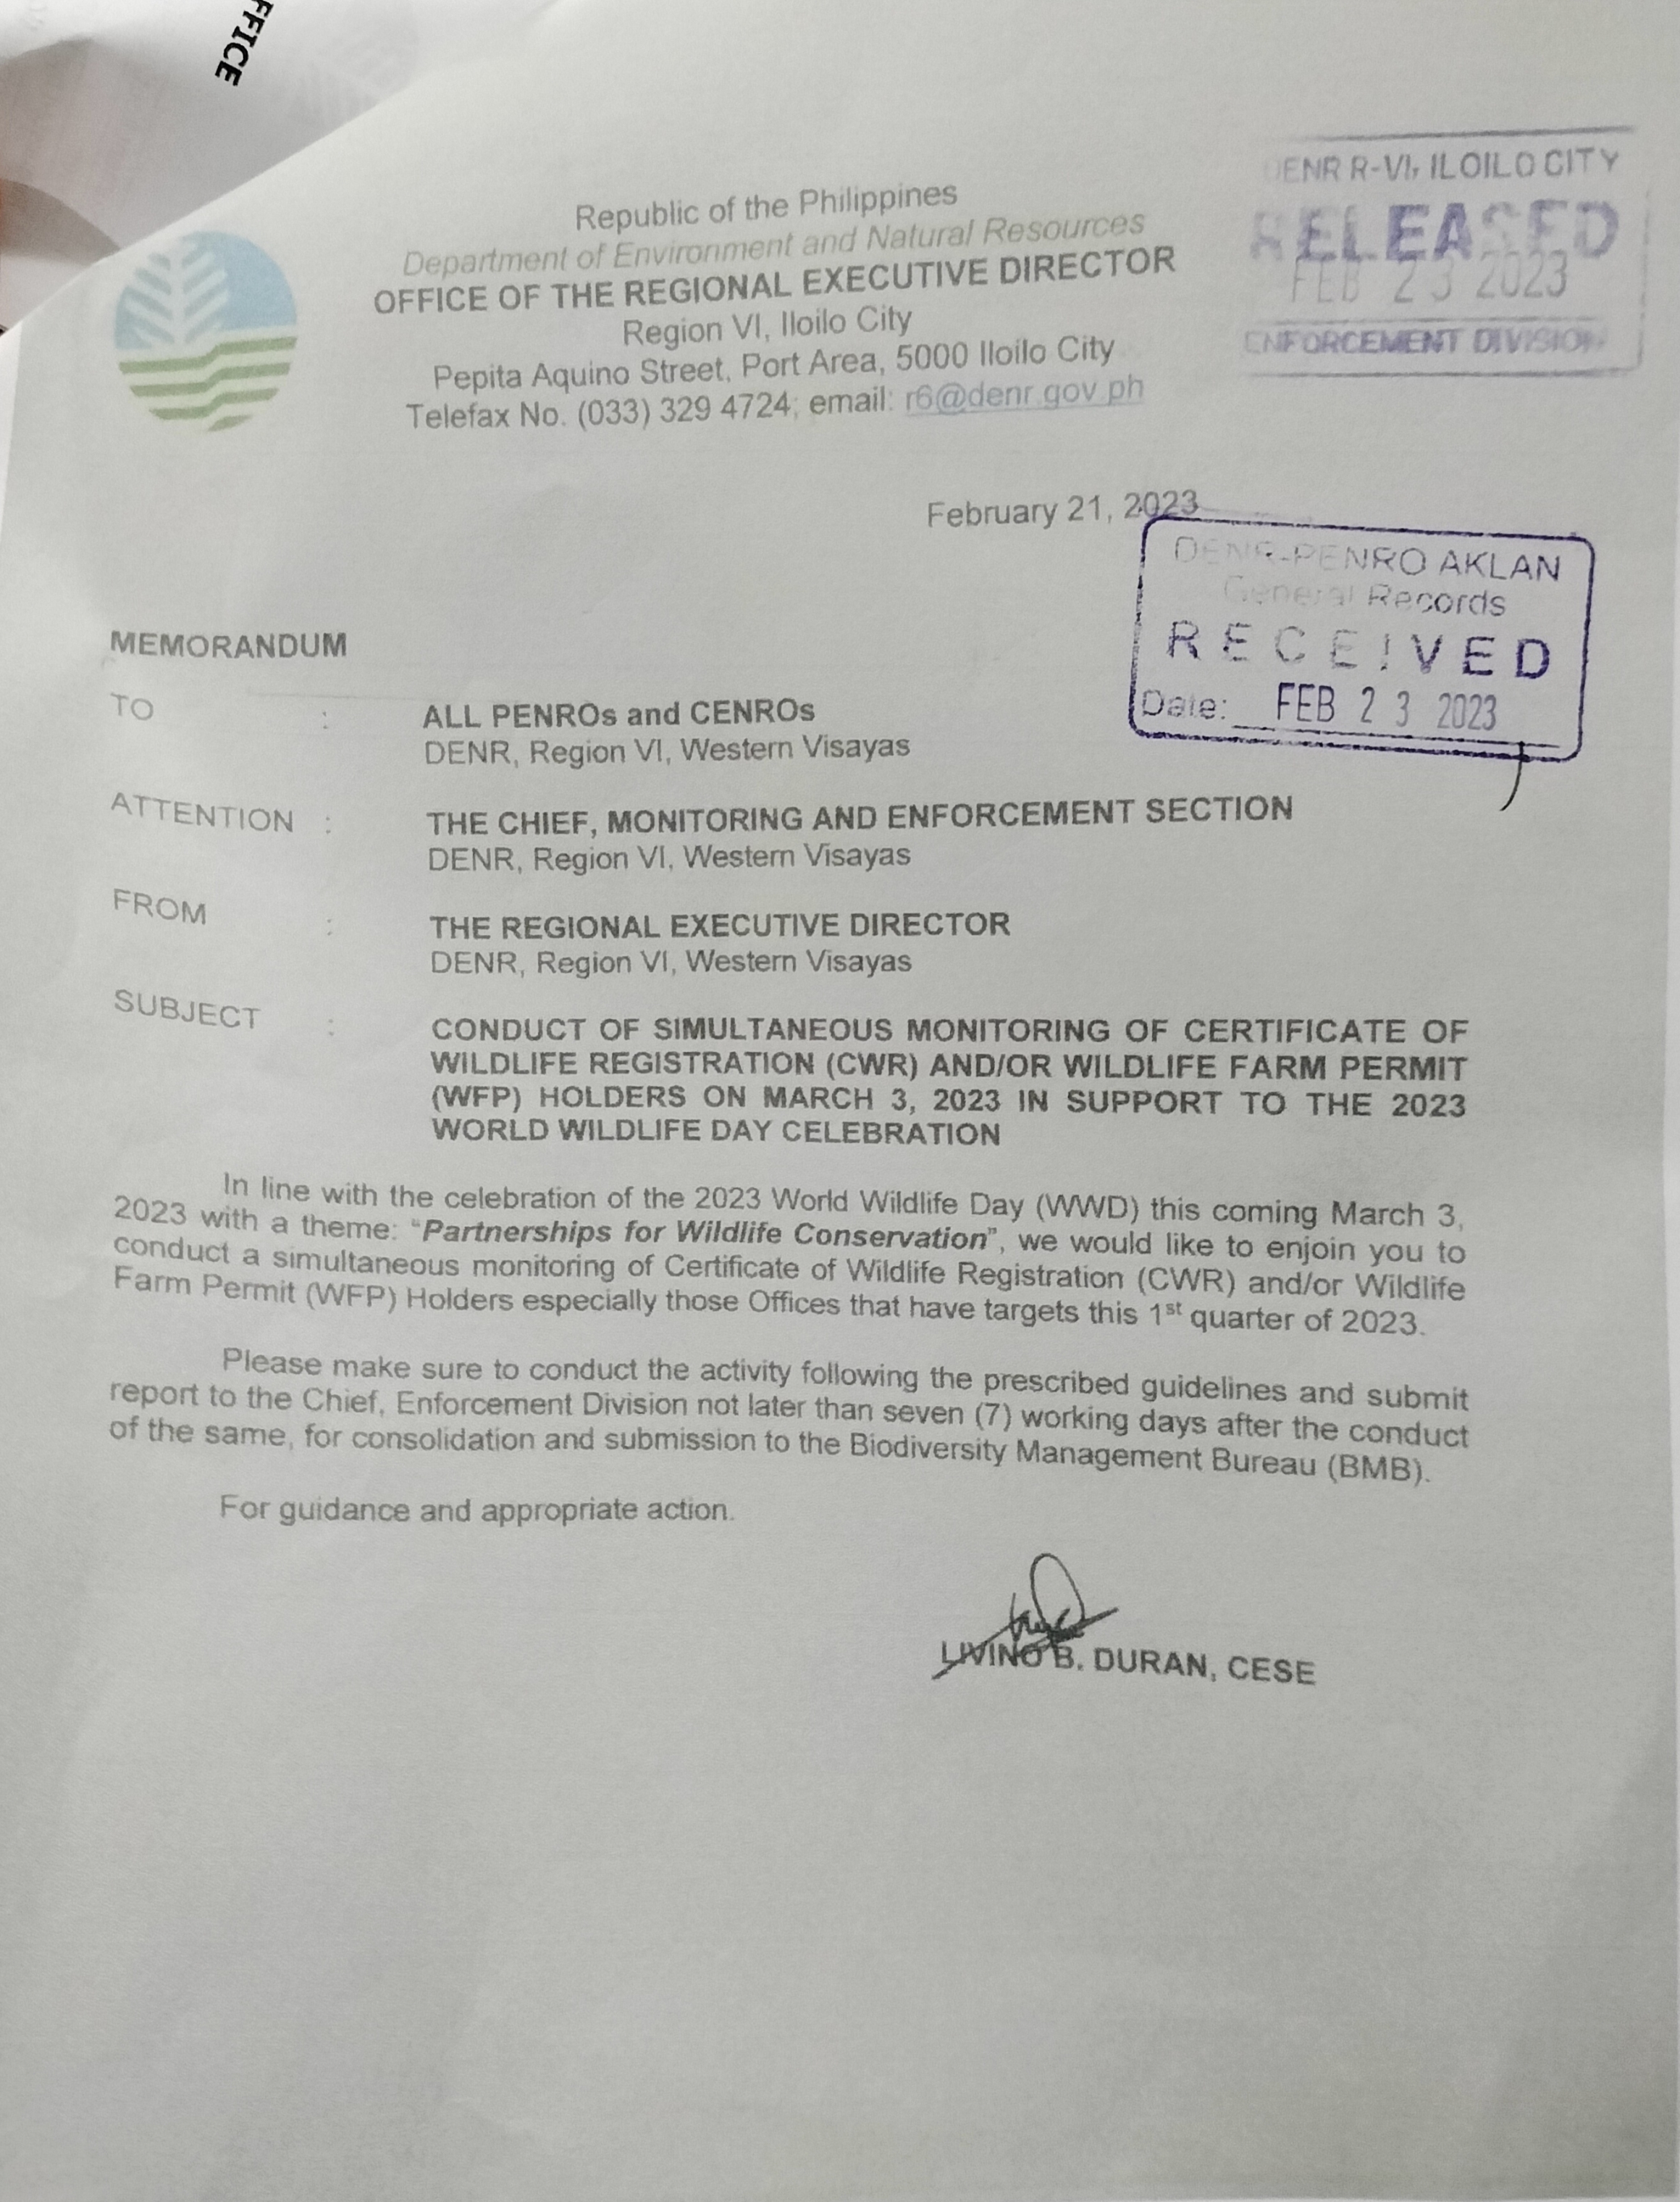 FFICE
Republic of the Philippines
Department of Environment and Natural Resources
OFFICE OF THE REGIONAL EXECUTIVE DIRECTOR
Region VI, Iloilo City
Pepita Aquino Street, Port Area, 5000 Iloilo City
Telefax No. (033) 329 4724; email: r6@denr.gov.ph
DENR R-VI, ILOILO CITY
RELEASED
FEB 23 2023
ENFORCEMENT DIVISION
February 21, 2023
DENR-PENRO AKLAN
General Records
RECEIVED
Date: FEB 23 2023
MEMORANDUM
TO : ALL PENROs and CENROs
DENR, Region VI, Western Visayas
ATTENTION : THE CHIEF, MONITORING AND ENFORCEMENT SECTION
DENR, Region VI, Western Visayas
FROM : THE REGIONAL EXECUTIVE DIRECTOR
DENR, Region VI, Western Visayas
SUBJECT : CONDUCT OF SIMULTANEOUS MONITORING OF CERTIFICATE OF
WILDLIFE REGISTRATION (CWR) AND/OR WILDLIFE FARM PERMIT
(WFP) HOLDERS ON MARCH 3, 2023 IN SUPPORT TO THE 2023
WORLD WILDLIFE DAY CELEBRATION
In line with the celebration of the 2023 World Wildlife Day (WWD) this coming March 3,
2023 with a theme: “Partnerships for Wildlife Conservation”, we would like to enjoin you to
conduct a simultaneous monitoring of Certificate of Wildlife Registration (CWR) and/or Wildlife
Farm Permit (WFP) Holders especially those Offices that have targets this 1st quarter of 2023.
Please make sure to conduct the activity following the prescribed guidelines and submit
report to the Chief, Enforcement Division not later than seven (7) working days after the conduct
of the same, for consolidation and submission to the Biodiversity Management Bureau (BMB).
For guidance and appropriate action.
LIVINO B. DURAN, CESE